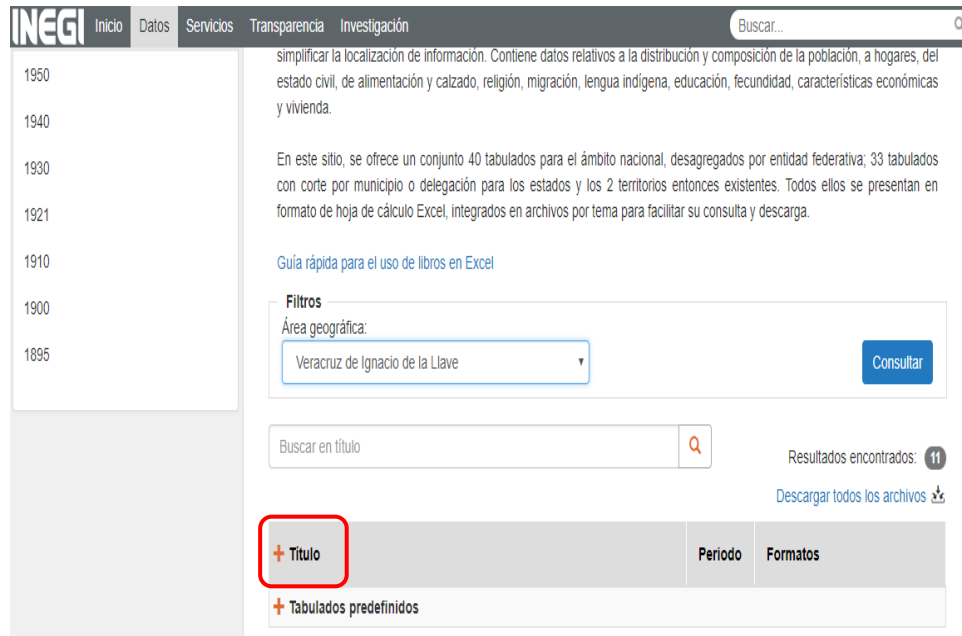 INEGI Inicio Datos Servicios Transparencia Investigación Buscar...
1950
1940
1930
1921
1910
1900
1895
simplificar la localización de información. Contiene datos relativos a la distribución y composición de la población, a hogares, del
estado civil, de alimentación y calzado, religión, migración, lengua indígena, educación, fecundidad, características económicas
y vivienda.
En este sitio, se ofrece un conjunto 40 tabulados para el ámbito nacional, desagregados por entidad federativa; 33 tabulados
con corte por municipio o delegación para los estados y los 2 territorios entonces existentes. Todos ellos se presentan en
formato de hoja de cálculo Excel, integrados en archivos por tema para facilitar su consulta y descarga.
Guía rápida para el uso de libros en Excel
Filtros
Área geográfica:
Veracruz de Ignacio de la Llave
Consultar
Buscar en título
Resultados encontrados: 11
Descargar todos los archivos
+ Título Periodo Formatos
+ Tabulados predefinidos